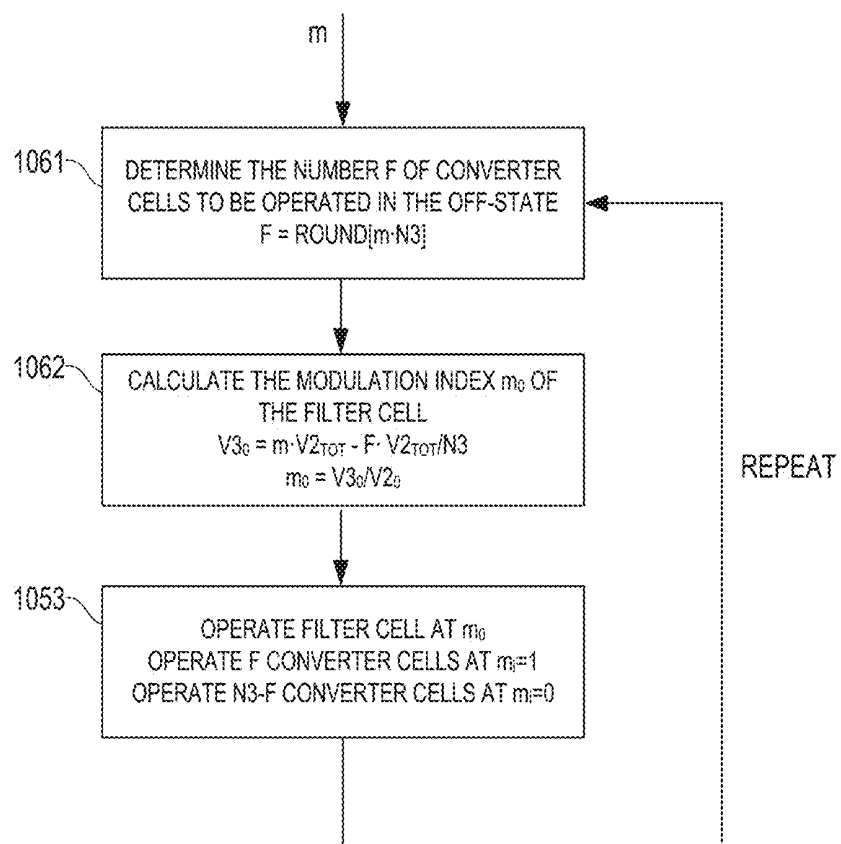 m
1061
DETERMINE THE NUMBER F OF CONVERTER
CELLS TO BE OPERATED IN THE OFF-STATE
F = ROUND[m·N3]
1062
CALCULATE THE MODULATION INDEX m₀ OF
THE FILTER CELL
V3₀ = m·V2TOT - F· V2TOT/N3
m₀ = V3₀/V2₀
REPEAT
1053
OPERATE FILTER CELL AT m₀
OPERATE F CONVERTER CELLS AT mᵢ=1
OPERATE N3-F CONVERTER CELLS AT mᵢ=0